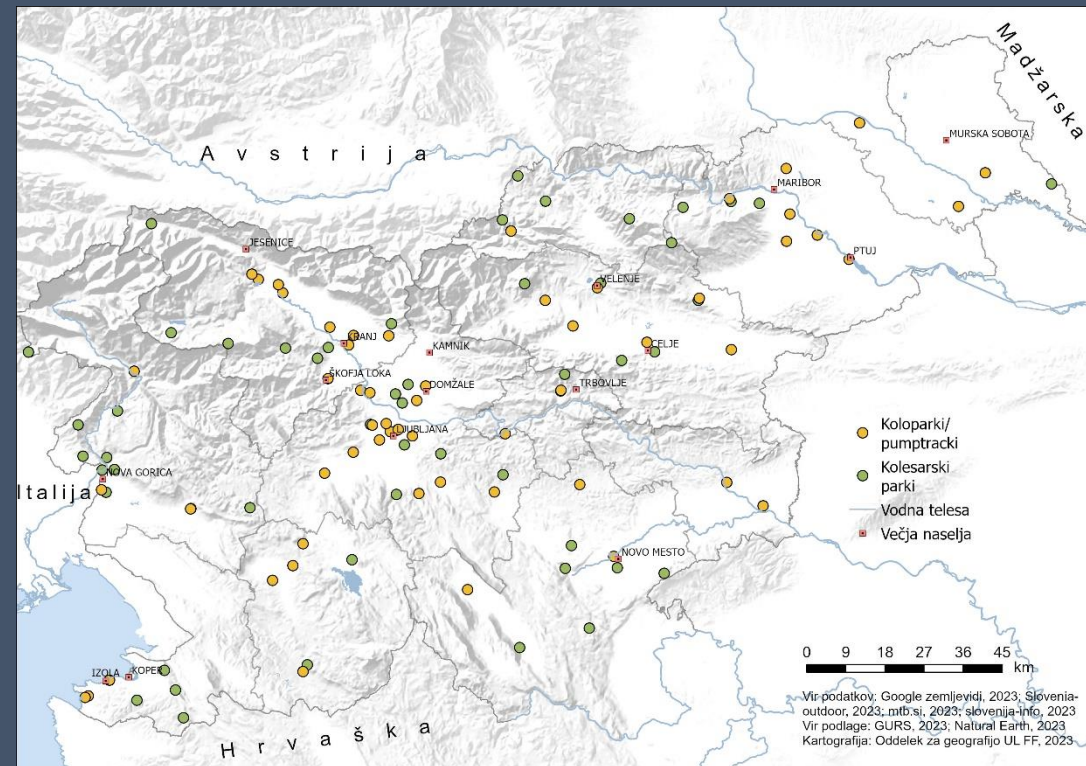 Madžarska
MURSKA SOBOTA
Avstrija
MARIBOR
JESENICE
PTUJ
VELENJE
KRANJ
KAMNIK
CELJE
ŠKOFJA LOKA
DOMŽALE
TRBOVLJE
LJUBLJANA
Koloparki/
pumptracki
Kolesarski
parki
Vodna telesa
Večja naselja
NOVA GORICA
Italija
NOVO MESTO
IZOLA
KOPER
Hrvaška
0 9 18 27 36 45
km
Vir podatkov: Google zemljevidi, 2023; Slovenia-
outdoor, 2023; mtb.si, 2023; slovenija-info, 2023
Vir podlage: GURS, 2023; Natural Earth, 2023
Kartografija: Oddelek za geografijo UL FF, 2023